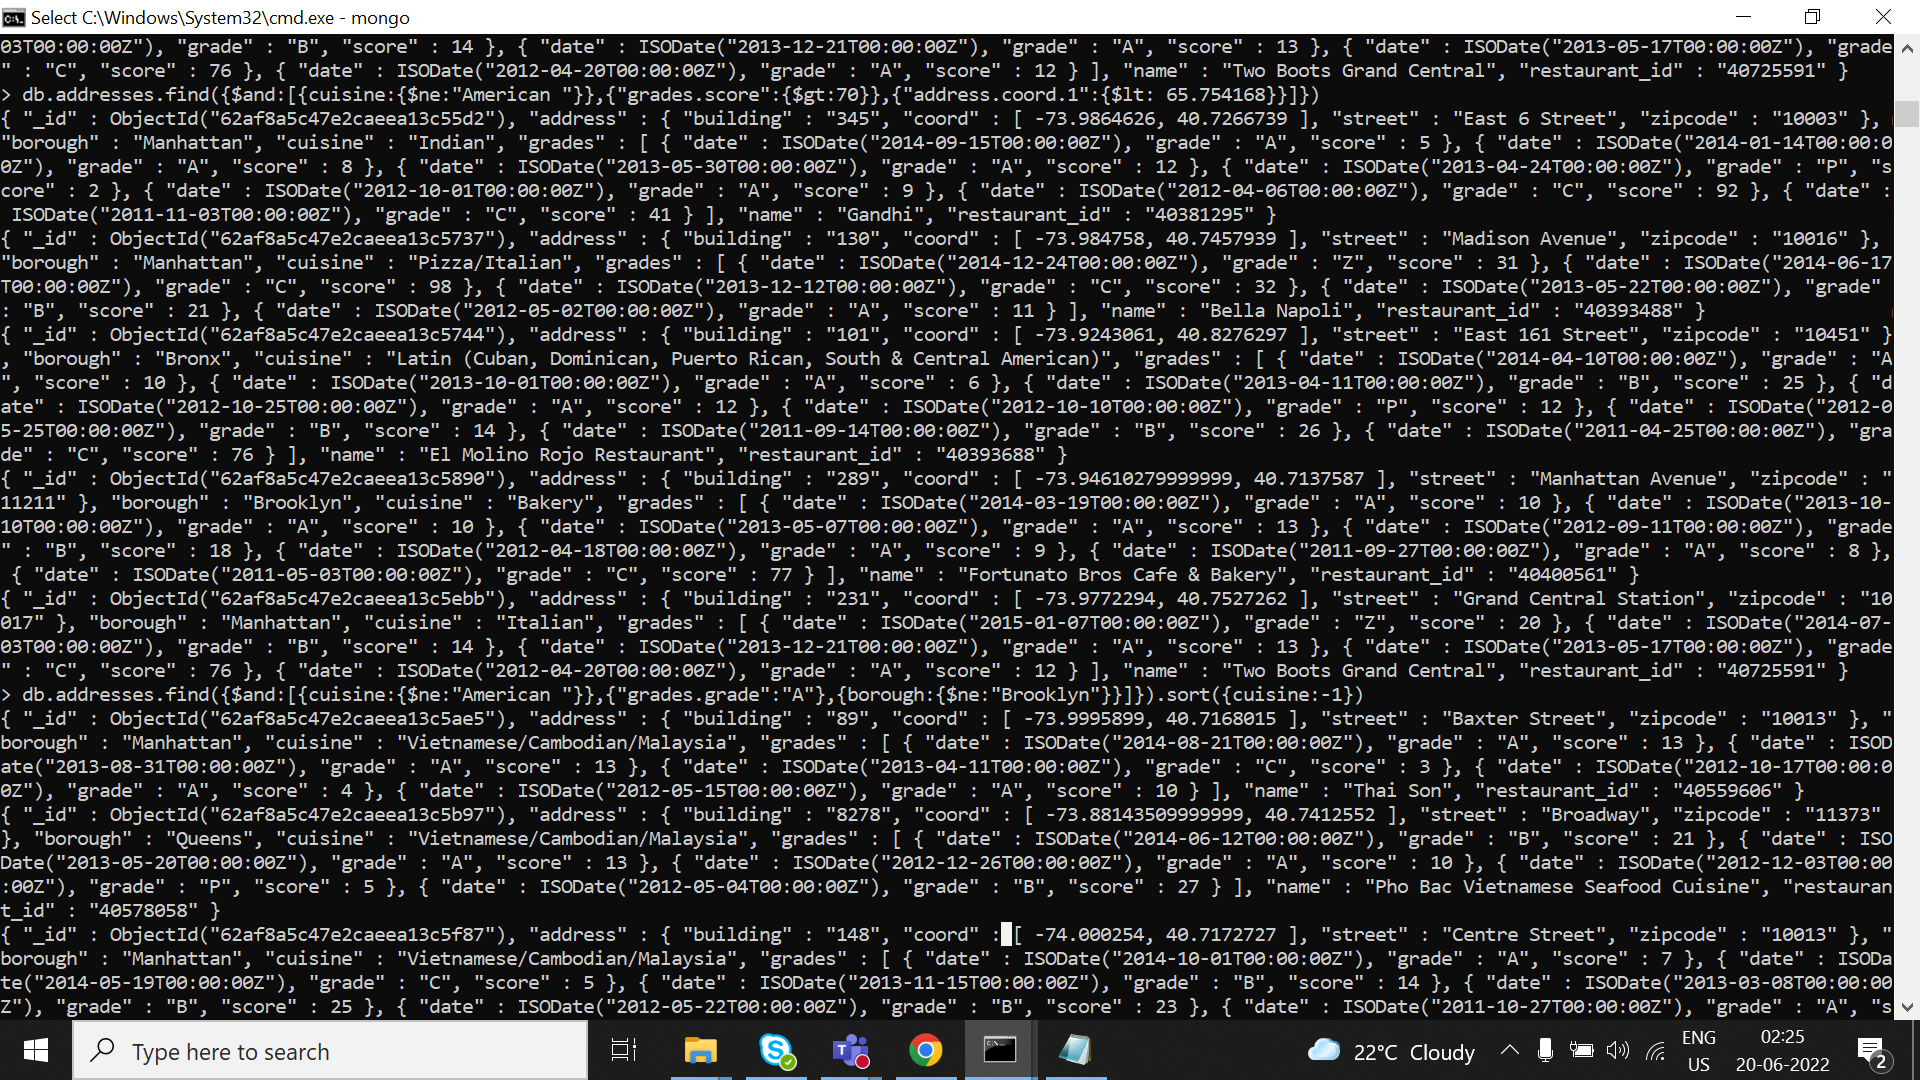 Select C:\Windows\System32\cmd.exe - mongo
03T00:00:00Z"), "grade" : "B", "score" : 14 }, { "date" : ISODate("2013-12-21T00:00:00Z"), "grade" : "A", "score" : 13 }, { "date" : ISODate("2013-05-17T00:00:00Z"), "grade
" : "C", "score" : 76 }, { "date" : ISODate("2012-04-20T00:00:00Z"), "grade" : "A", "score" : 12 } ], "name" : "Two Boots Grand Central", "restaurant_id" : "40725591" }
> db.addresses.find({$and:[{cuisine:{$ne:"American "}},{"grades.score":{$gt:70}},{"address.coord.1":{$lt: 65.754168}}]})
{ "_id" : ObjectId("62af8a5c47e2caeea13c55d2"), "address" : { "building" : "345", "coord" : [ -73.9864626, 40.7266739 ], "street" : "East 6 Street", "zipcode" : "10003" },
"borough" : "Manhattan", "cuisine" : "Indian", "grades" : [ { "date" : ISODate("2014-09-15T00:00:00Z"), "grade" : "A", "score" : 5 }, { "date" : ISODate("2014-01-14T00:00:0
0Z"), "grade" : "A", "score" : 8 }, { "date" : ISODate("2013-05-30T00:00:00Z"), "grade" : "A", "score" : 12 }, { "date" : ISODate("2013-04-24T00:00:00Z"), "grade" : "P", "s
core" : 2 }, { "date" : ISODate("2012-10-01T00:00:00Z"), "grade" : "A", "score" : 9 }, { "date" : ISODate("2012-04-06T00:00:00Z"), "grade" : "C", "score" : 92 }, { "date" :
ISODate("2011-11-03T00:00:00Z"), "grade" : "C", "score" : 41 } ], "name" : "Gandhi", "restaurant_id" : "40381295" }
{ "_id" : ObjectId("62af8a5c47e2caeea13c5737"), "address" : { "building" : "130", "coord" : [ -73.984758, 40.7457939 ], "street" : "Madison Avenue", "zipcode" : "10016" },
"borough" : "Manhattan", "cuisine" : "Pizza/Italian", "grades" : [ { "date" : ISODate("2014-12-24T00:00:00Z"), "grade" : "Z", "score" : 31 }, { "date" : ISODate("2014-06-17
T00:00:00Z"), "grade" : "C", "score" : 98 }, { "date" : ISODate("2013-12-12T00:00:00Z"), "grade" : "C", "score" : 32 }, { "date" : ISODate("2013-05-22T00:00:00Z"), "grade"
: "B", "score" : 21 }, { "date" : ISODate("2012-05-02T00:00:00Z"), "grade" : "A", "score" : 11 } ], "name" : "Bella Napoli", "restaurant_id" : "40393488" }
{ "_id" : ObjectId("62af8a5c47e2caeea13c5744"), "address" : { "building" : "101", "coord" : [ -73.9243061, 40.8276297 ], "street" : "East 161 Street", "zipcode" : "10451" }
, "borough" : "Bronx", "cuisine" : "Latin (Cuban, Dominican, Puerto Rican, South & Central American)", "grades" : [ { "date" : ISODate("2014-04-10T00:00:00Z"), "grade" : "A
", "score" : 10 }, { "date" : ISODate("2013-10-01T00:00:00Z"), "grade" : "A", "score" : 6 }, { "date" : ISODate("2013-04-11T00:00:00Z"), "grade" : "B", "score" : 25 }, { "d
ate" : ISODate("2012-10-25T00:00:00Z"), "grade" : "A", "score" : 12 }, { "date" : ISODate("2012-10-10T00:00:00Z"), "grade" : "P", "score" : 12 }, { "date" : ISODate("2012-0
5-25T00:00:00Z"), "grade" : "B", "score" : 14 }, { "date" : ISODate("2011-09-14T00:00:00Z"), "grade" : "B", "score" : 26 }, { "date" : ISODate("2011-04-25T00:00:00Z"), "gra
de" : "C", "score" : 76 } ], "name" : "El Molino Rojo Restaurant", "restaurant_id" : "40393688" }
{ "_id" : ObjectId("62af8a5c47e2caeea13c5890"), "address" : { "building" : "289", "coord" : [ -73.94610279999999, 40.7137587 ], "street" : "Manhattan Avenue", "zipcode" : "
11211" }, "borough" : "Brooklyn", "cuisine" : "Bakery", "grades" : [ { "date" : ISODate("2014-03-19T00:00:00Z"), "grade" : "A", "score" : 10 }, { "date" : ISODate("2013-10-
10T00:00:00Z"), "grade" : "A", "score" : 10 }, { "date" : ISODate("2013-05-07T00:00:00Z"), "grade" : "A", "score" : 13 }, { "date" : ISODate("2012-09-11T00:00:00Z"), "grade
" : "B", "score" : 18 }, { "date" : ISODate("2012-04-18T00:00:00Z"), "grade" : "A", "score" : 9 }, { "date" : ISODate("2011-09-27T00:00:00Z"), "grade" : "A", "score" : 8 },
{ "date" : ISODate("2011-05-03T00:00:00Z"), "grade" : "C", "score" : 77 } ], "name" : "Fortunato Bros Cafe & Bakery", "restaurant_id" : "40400561" }
{ "_id" : ObjectId("62af8a5c47e2caeea13c5ebb"), "address" : { "building" : "231", "coord" : [ -73.9772294, 40.7527262 ], "street" : "Grand Central Station", "zipcode" : "10
017" }, "borough" : "Manhattan", "cuisine" : "Italian", "grades" : [ { "date" : ISODate("2015-01-07T00:00:00Z"), "grade" : "Z", "score" : 20 }, { "date" : ISODate("2014-07-
03T00:00:00Z"), "grade" : "B", "score" : 14 }, { "date" : ISODate("2013-12-21T00:00:00Z"), "grade" : "A", "score" : 13 }, { "date" : ISODate("2013-05-17T00:00:00Z"), "grade
" : "C", "score" : 76 }, { "date" : ISODate("2012-04-20T00:00:00Z"), "grade" : "A", "score" : 12 } ], "name" : "Two Boots Grand Central", "restaurant_id" : "40725591" }
> db.addresses.find({$and:[{cuisine:{$ne:"American "}},{"grades.grade":"A"},{borough:{$ne:"Brooklyn"}}]}).sort({cuisine:-1})
{ "_id" : ObjectId("62af8a5c47e2caeea13c5ae5"), "address" : { "building" : "89", "coord" : [ -73.9995899, 40.7168015 ], "street" : "Baxter Street", "zipcode" : "10013" }, "
borough" : "Manhattan", "cuisine" : "Vietnamese/Cambodian/Malaysia", "grades" : [ { "date" : ISODate("2014-08-21T00:00:00Z"), "grade" : "A", "score" : 13 }, { "date" : ISOD
ate("2013-08-31T00:00:00Z"), "grade" : "A", "score" : 13 }, { "date" : ISODate("2013-04-11T00:00:00Z"), "grade" : "C", "score" : 3 }, { "date" : ISODate("2012-10-17T00:00:0
0Z"), "grade" : "A", "score" : 4 }, { "date" : ISODate("2012-05-15T00:00:00Z"), "grade" : "A", "score" : 10 } ], "name" : "Thai Son", "restaurant_id" : "40559606" }
{ "_id" : ObjectId("62af8a5c47e2caeea13c5b97"), "address" : { "building" : "8278", "coord" : [ -73.88143509999999, 40.7412552 ], "street" : "Broadway", "zipcode" : "11373"
}, "borough" : "Queens", "cuisine" : "Vietnamese/Cambodian/Malaysia", "grades" : [ { "date" : ISODate("2014-06-12T00:00:00Z"), "grade" : "B", "score" : 21 }, { "date" : ISO
Date("2013-05-20T00:00:00Z"), "grade" : "A", "score" : 13 }, { "date" : ISODate("2012-12-26T00:00:00Z"), "grade" : "A", "score" : 10 }, { "date" : ISODate("2012-12-03T00:00
:00Z"), "grade" : "P", "score" : 5 }, { "date" : ISODate("2012-05-04T00:00:00Z"), "grade" : "B", "score" : 27 } ], "name" : "Pho Bac Vietnamese Seafood Cuisine", "restauran
t_id" : "40578058" }
{ "_id" : ObjectId("62af8a5c47e2caeea13c5f87"), "address" : { "building" : "148", "coord" : [ -74.000254, 40.7172727 ], "street" : "Centre Street", "zipcode" : "10013" }, "
borough" : "Manhattan", "cuisine" : "Vietnamese/Cambodian/Malaysia", "grades" : [ { "date" : ISODate("2014-10-01T00:00:00Z"), "grade" : "A", "score" : 7 }, { "date" : ISODa
te("2014-05-19T00:00:00Z"), "grade" : "C", "score" : 5 }, { "date" : ISODate("2013-11-15T00:00:00Z"), "grade" : "B", "score" : 14 }, { "date" : ISODate("2013-03-08T00:00:00
Z"), "grade" : "B", "score" : 25 }, { "date" : ISODate("2012-05-22T00:00:00Z"), "grade" : "B", "score" : 23 }, { "date" : ISODate("2011-10-27T00:00:00Z"), "grade" : "A", "s
Type here to search
22°C Cloudy
ENG
US
02:25
20-06-2022
2